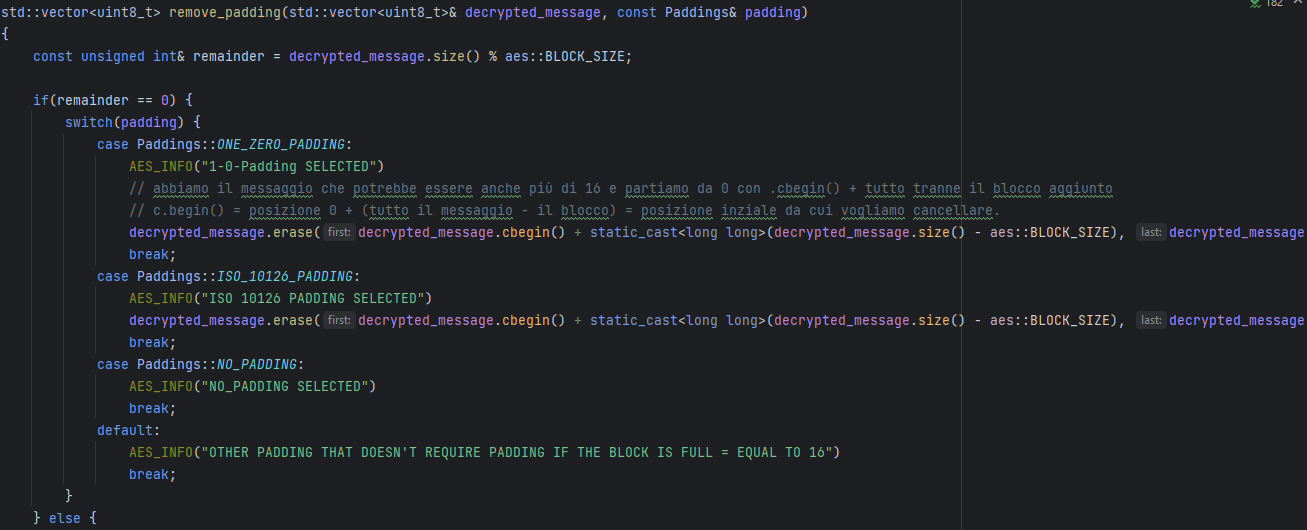 182
std::vector<uint8_t> remove_padding(std::vector<uint8_t>& decrypted_message, const Paddings& padding)
{
    const unsigned int& remainder = decrypted_message.size() % aes::BLOCK_SIZE;
    if(remainder == 0) {
        switch(padding) {
            case Paddings::ONE_ZERO_PADDING:
                AES_INFO("1-0-Padding SELECTED")
                // abbiamo il messaggio che potrebbe essere anche più di 16 e partiamo da 0 con .cbegin() + tutto tranne il blocco aggiunto
                // c.begin() = posizione 0 + (tutto il messaggio - il blocco) = posizione inziale da cui vogliamo cancellare.
                decrypted_message.erase( first: decrypted_message.cbegin() + static_cast<long long>(decrypted_message.size() - aes::BLOCK_SIZE), last: decrypted_message
                break;
            case Paddings::ISO_10126_PADDING:
                AES_INFO("ISO 10126 PADDING SELECTED")
                decrypted_message.erase( first: decrypted_message.cbegin() + static_cast<long long>(decrypted_message.size() - aes::BLOCK_SIZE), last: decrypted_message
                break;
            case Paddings::NO_PADDING:
                AES_INFO("NO_PADDING SELECTED")
                break;
            default:
                AES_INFO("OTHER PADDING THAT DOESN'T REQUIRE PADDING IF THE BLOCK IS FULL = EQUAL TO 16")
                break;
        }
    } else {